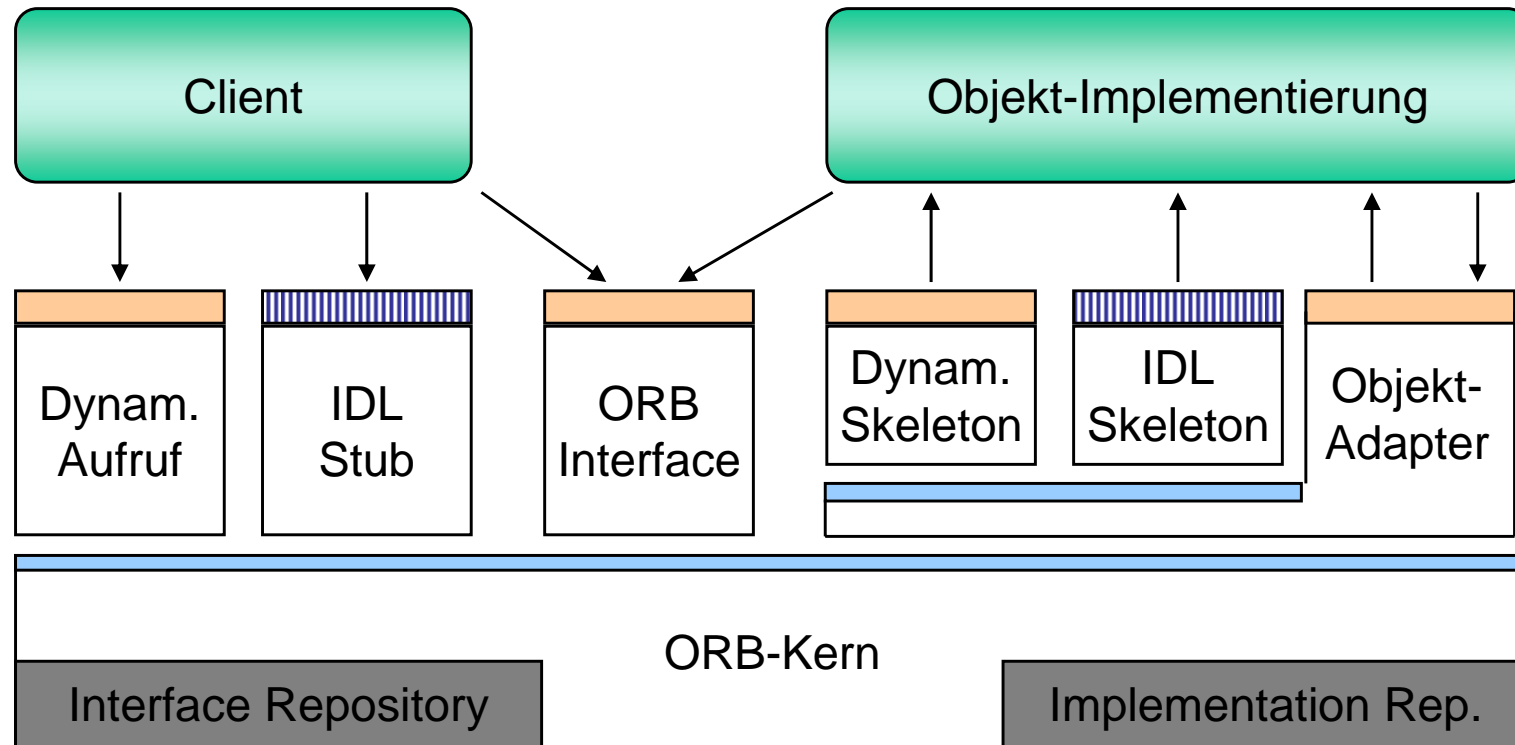 Client
Objekt-Implementierung
Dynam.
Aufruf
IDL
Stub
ORB
Interface
Dynam.
Skeleton
IDL
Skeleton
Objekt-
Adapter
ORB-Kern
Interface Repository
Implementation Rep.